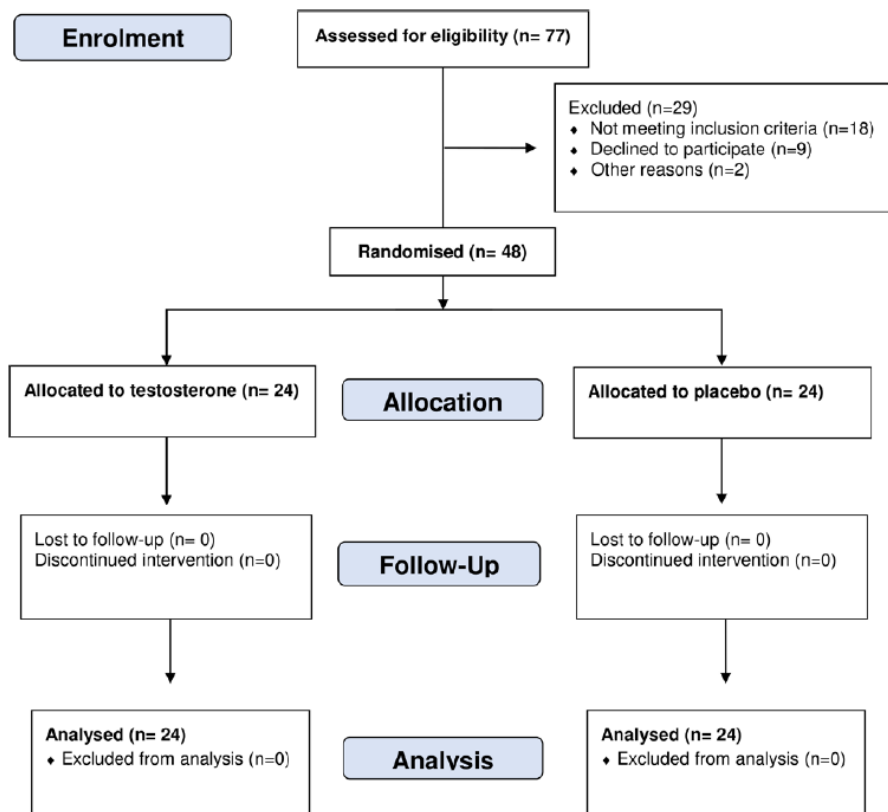 Enrolment
Assessed for eligibility (n= 77)
Excluded (n=29)
♦ Not meeting inclusion criteria (n=18)
♦ Declined to participate (n=9)
♦ Other reasons (n=2)
Randomised (n= 48)
Allocated to testosterone (n= 24)
Allocation
Allocated to placebo (n= 24)
Lost to follow-up (n= 0)
Discontinued intervention (n=0)
Follow-Up
Lost to follow-up (n= 0)
Discontinued intervention (n=0)
Analysed (n= 24)
♦ Excluded from analysis (n=0)
Analysis
Analysed (n= 24)
♦ Excluded from analysis (n=0)